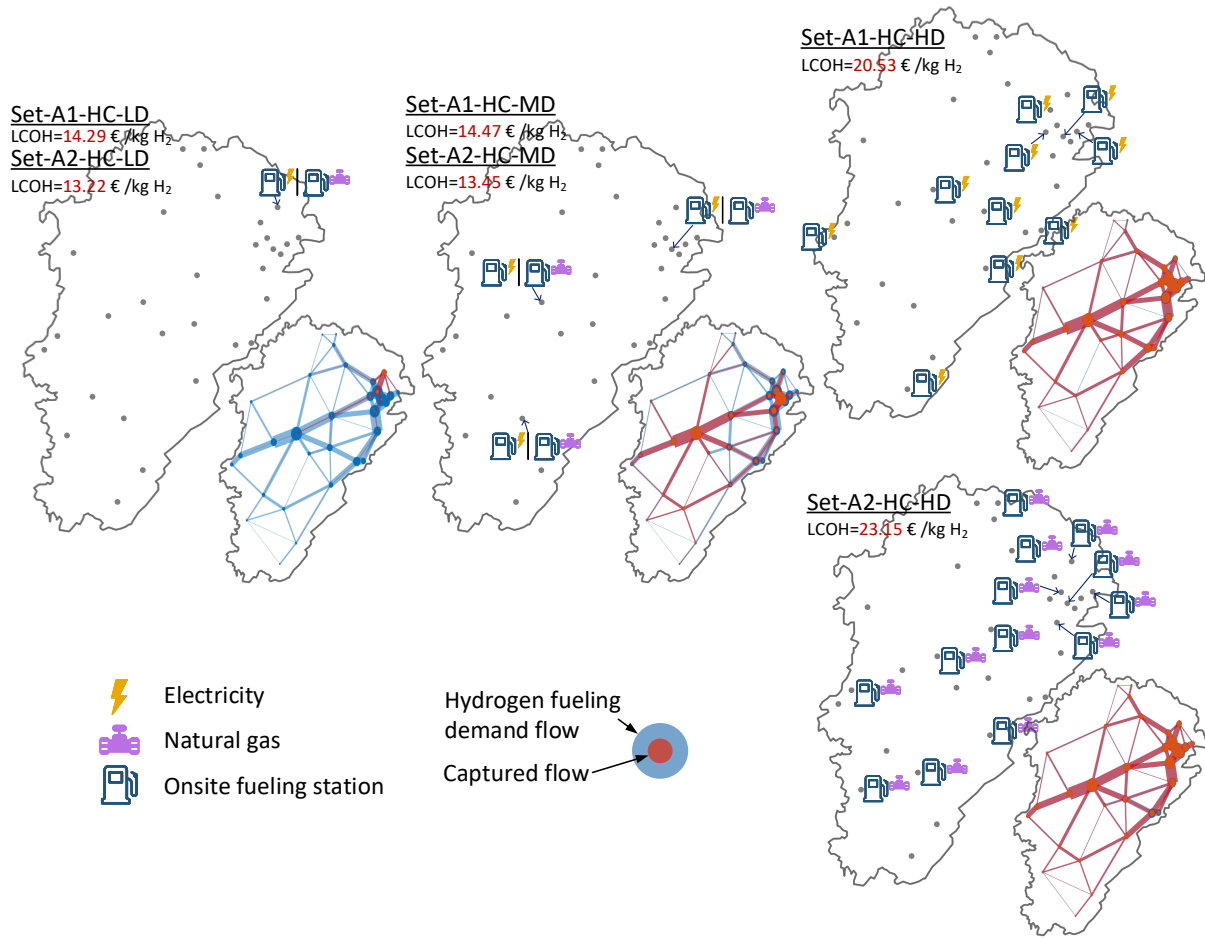 Set-A1-HC-LD
LCOH=14.29 € /kg H₂
Set-A2-HC-LD
LCOH=13.22 € /kg H₂
Set-A1-HC-MD
LCOH=14.47 € /kg H₂
Set-A2-HC-MD
LCOH=13.45 € /kg H₂
Set-A1-HC-HD
LCOH=20.53 € /kg H₂
Set-A2-HC-HD
LCOH=23.15 € /kg H₂
Electricity
Natural gas
Onsite fueling station
Hydrogen fueling
demand flow
Captured flow